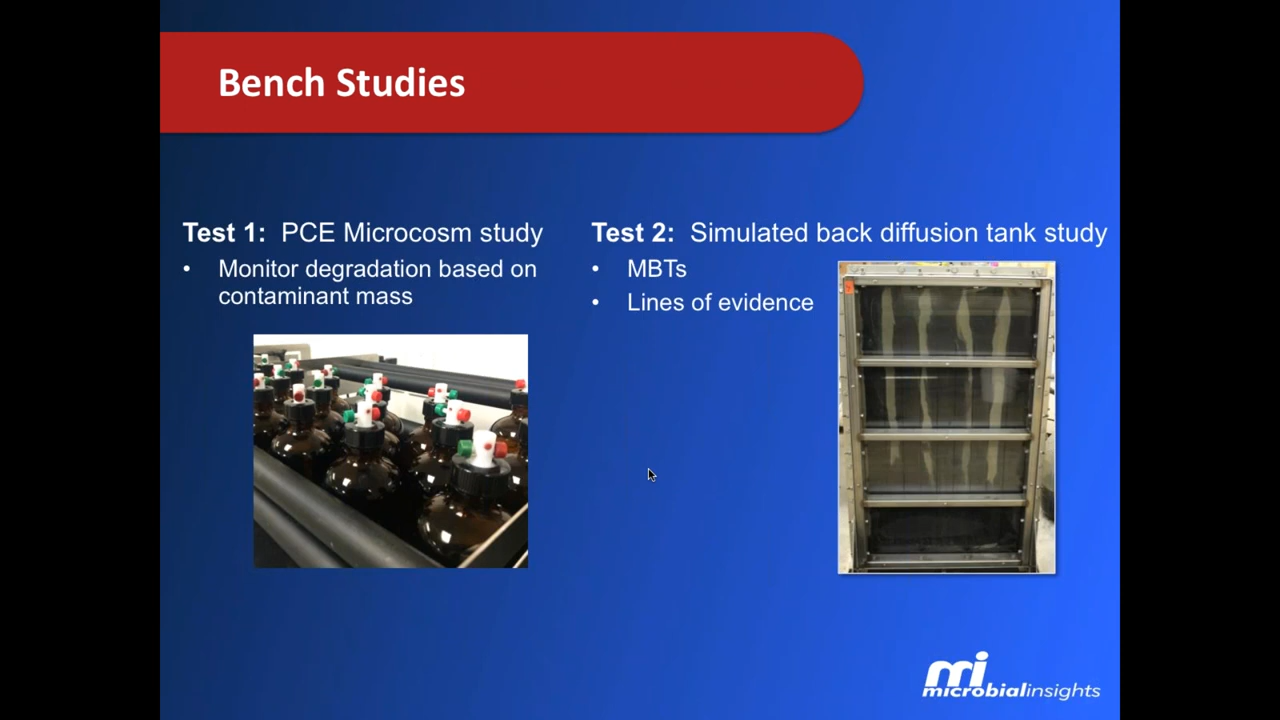 Bench Studies
Test 1: PCE Microcosm study
• Monitor degradation based on
contaminant mass
Test 2: Simulated back diffusion tank study
• MBTs
• Lines of evidence
mi
microbialinsights